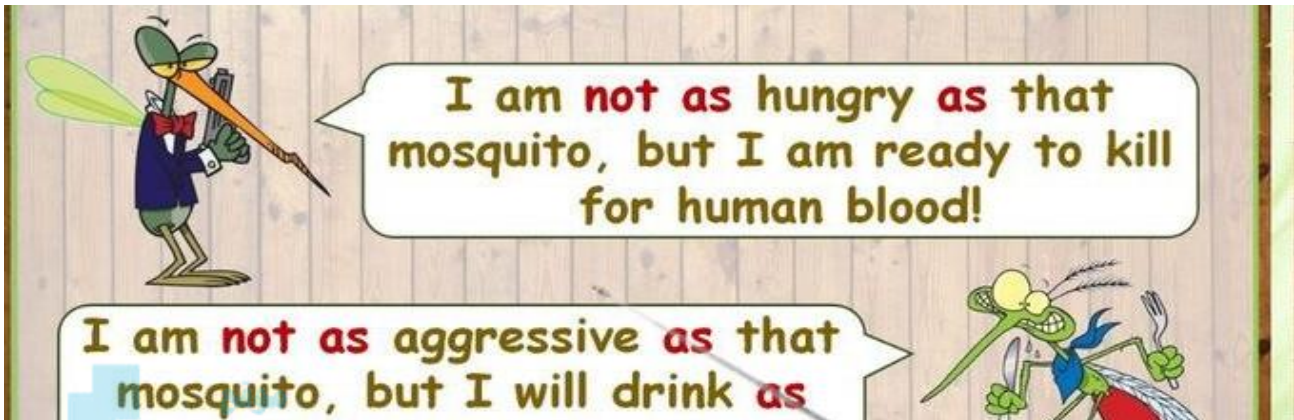 I am not as hungry as that
mosquito, but I am ready to kill
for human blood!
I am not as aggressive as that
mosquito, but I will drink as